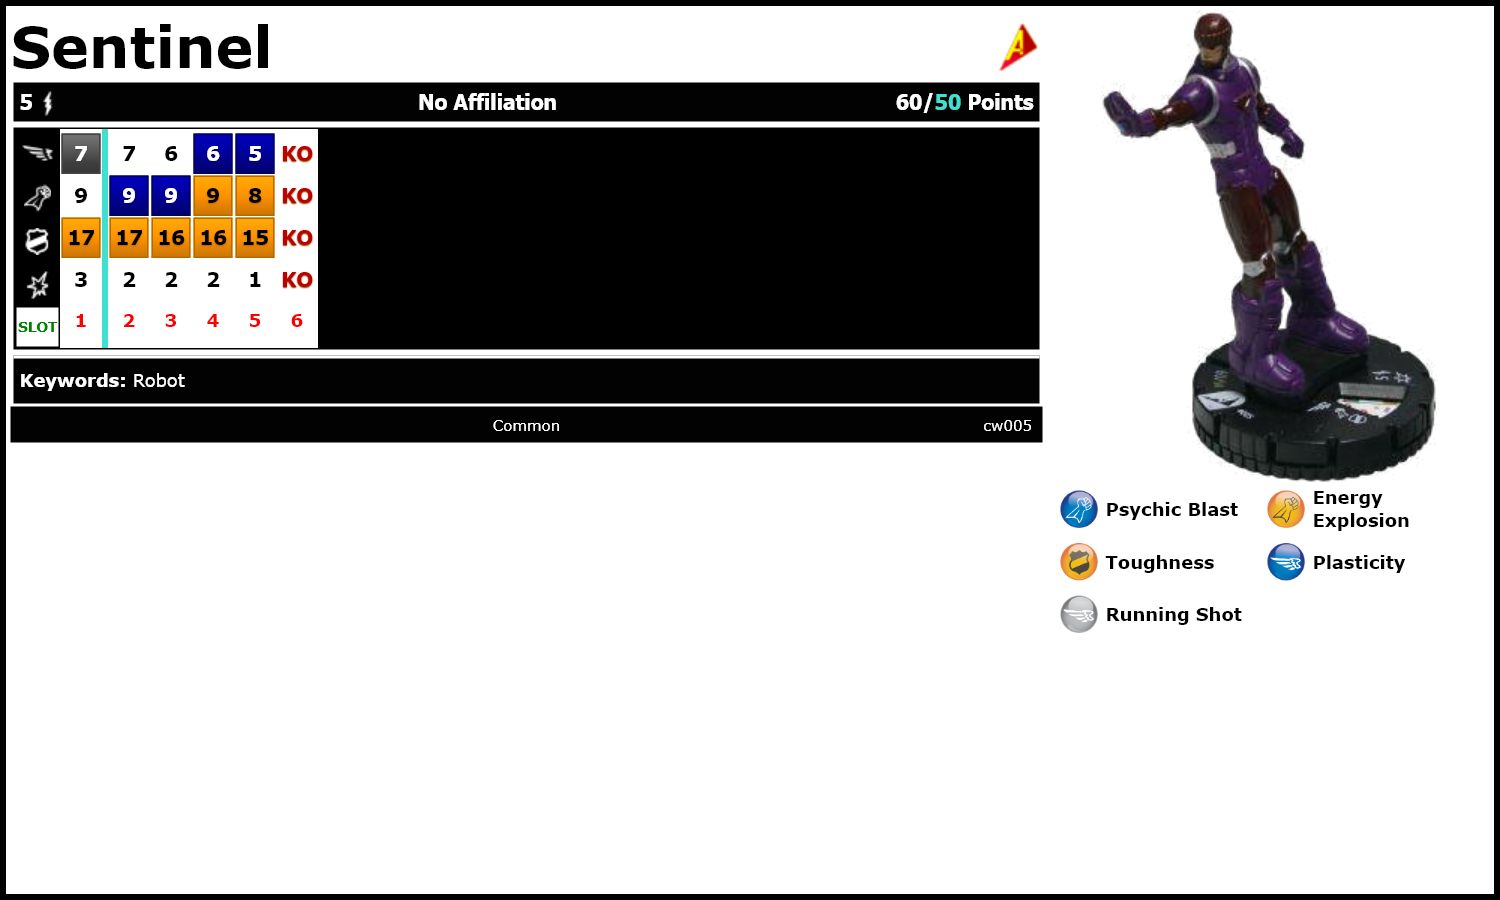 Sentinel
A
5 No Affiliation 60/50 Points
7 7 6 6 5 KO
9 9 9 9 8 KO
17 17 16 16 15 KO
3 2 2 2 1 KO
SLOT 1 2 3 4 5 6
Keywords: Robot
Common cw005
Psychic Blast
Energy
Explosion
Toughness
Plasticity
Running Shot